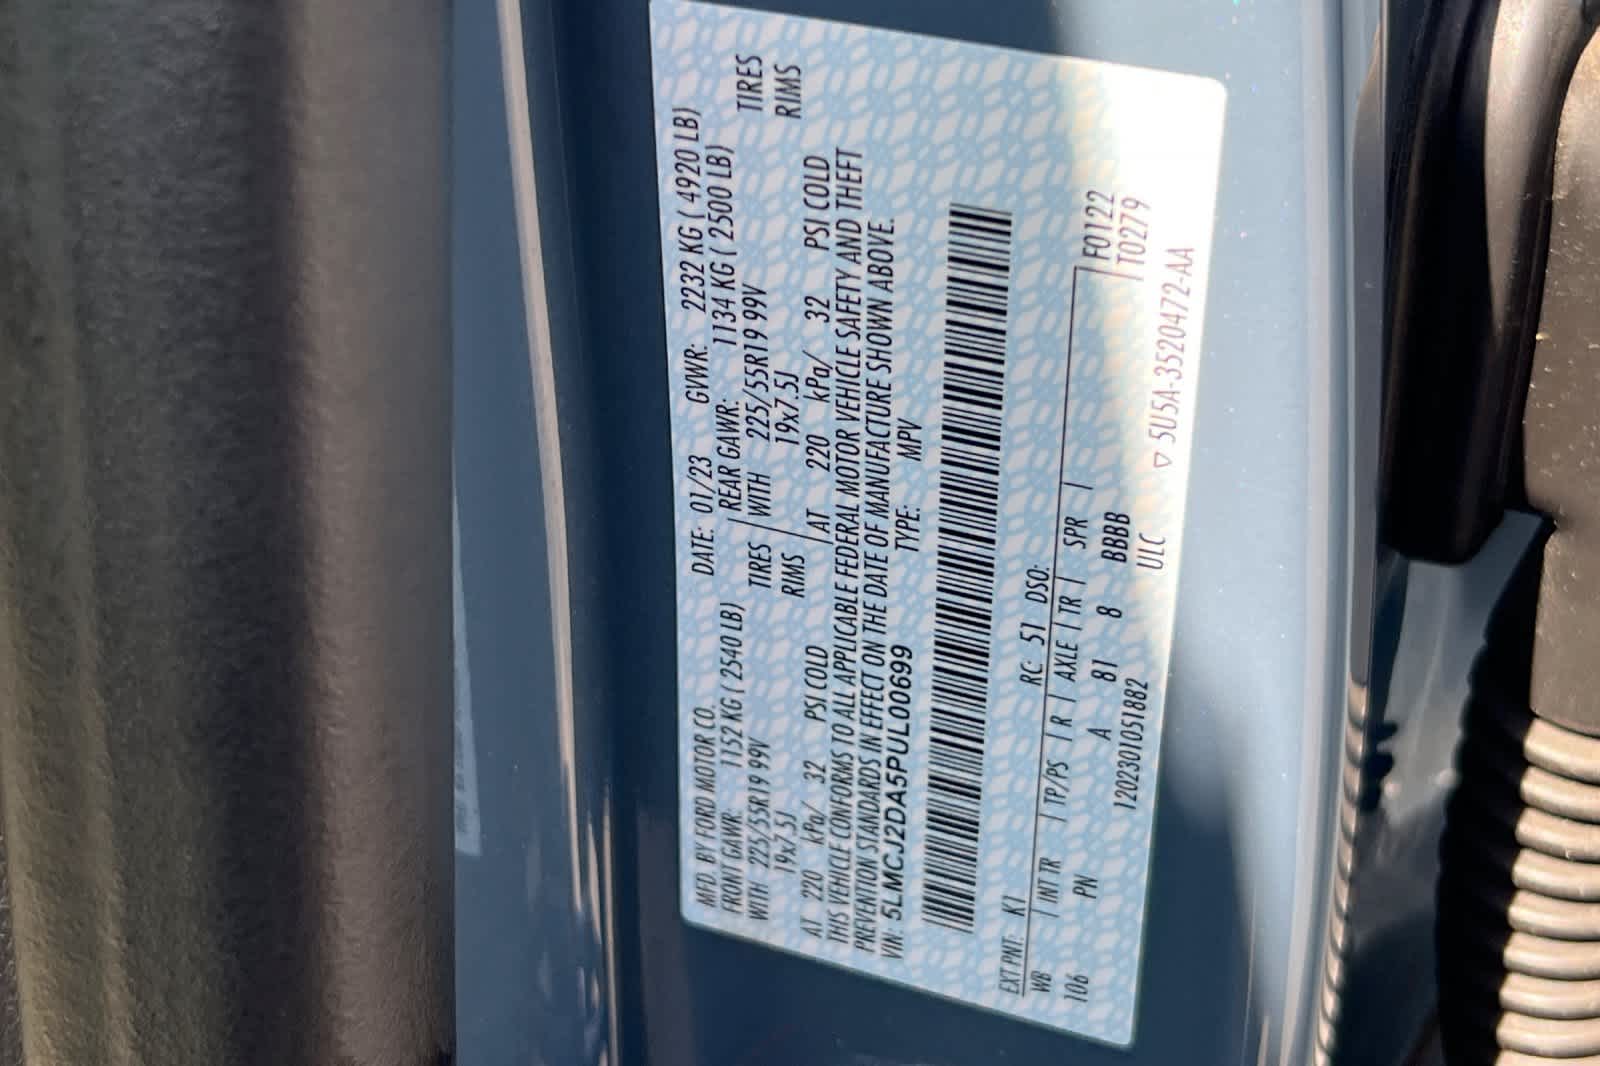 MFD. BY FORD MOTOR CO. DATE: 01/23 GVWR: 2232 KG ( 4920 LB)
FRONT GAWR: 1152 KG ( 2540 LB) REAR GAWR: 1134 KG ( 2500 LB)
WITH 225/55R19 99V TIRES WITH 225/55R19 99V TIRES
19x7.5J RIMS 19x7.5J RIMS
AT 220 kPa/ 32 PSI COLD AT 220 kPa/ 32 PSI COLD
THIS VEHICLE CONFORMS TO ALL APPLICABLE FEDERAL MOTOR VEHICLE SAFETY AND THEFT
PREVENTION STANDARDS IN EFFECT ON THE DATE OF MANUFACTURE SHOWN ABOVE.
VIN: 5LMCJ2DA5PUL00699 TYPE: MPV
EXT PNT: K1 RC: 51 DSO: F0122
WB INT TR TP/PS R AXLE TR SPR T0279
106 PN A 81 8 BBBB
1202301051882 ULC ▽ 5U5A-3520472-AA